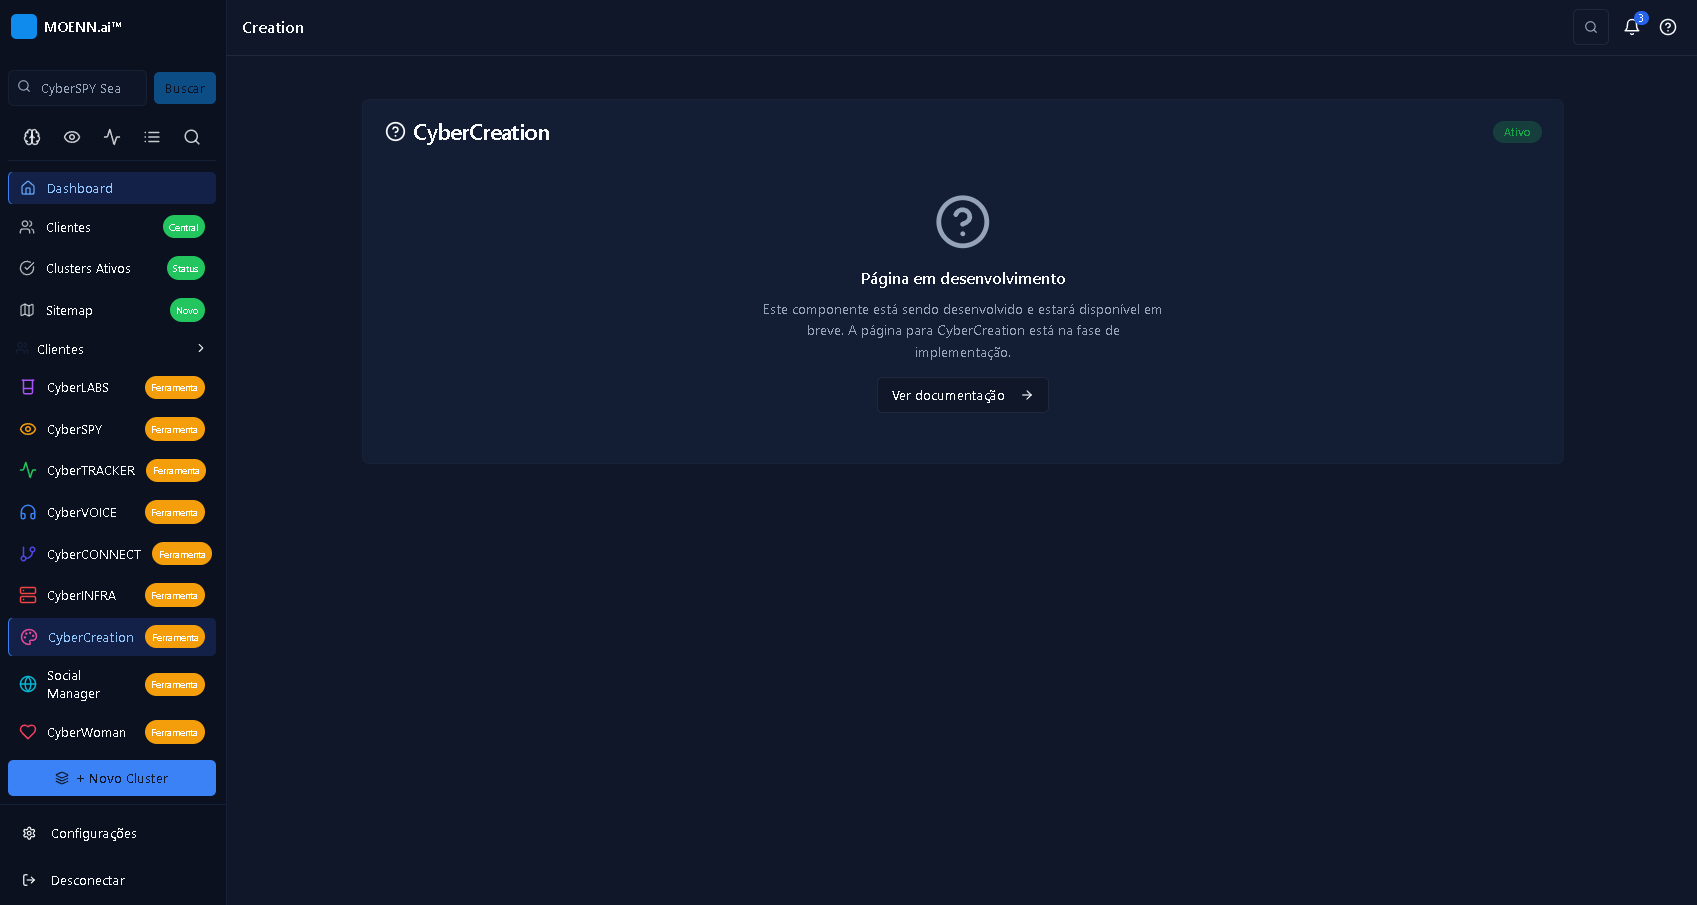 MOENN.ai™
Creation
3
CyberSPY Sea
Buscar
Dashboard
Clientes
Central
Clusters Ativos
Status
Sitemap
Novo
Clientes
CyberLABS
Ferramenta
CyberSPY
Ferramenta
CyberTRACKER
Ferramenta
CyberVOICE
Ferramenta
CyberCONNECT
Ferramenta
CyberINFRA
Ferramenta
CyberCreation
Ferramenta
Social
Manager
Ferramenta
CyberWoman
Ferramenta
+ Novo Cluster
Configurações
Desconectar
CyberCreation
Ativo
Página em desenvolvimento
Este componente está sendo desenvolvido e estará disponível em
breve. A página para CyberCreation está na fase de
implementação.
Ver documentação